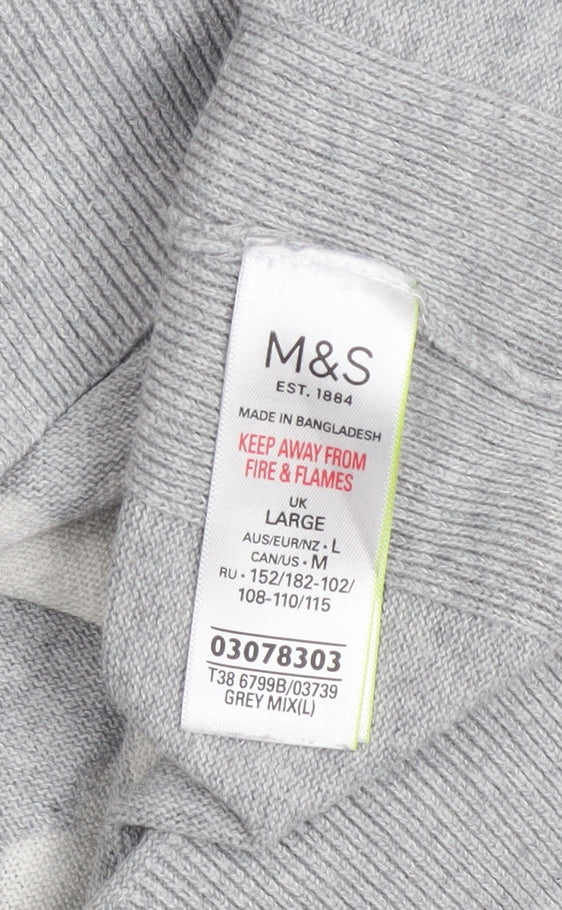 M&S
EST. 1884
MADE IN BANGLADESH
KEEP AWAY FROM
FIRE & FLAMES
UK
LARGE
AUS/EUR/NZ • L
CAN/US • M
RU • 152/182-102/
108-110/115
03078303
T38 6799B/03739
GREY MIX(L)